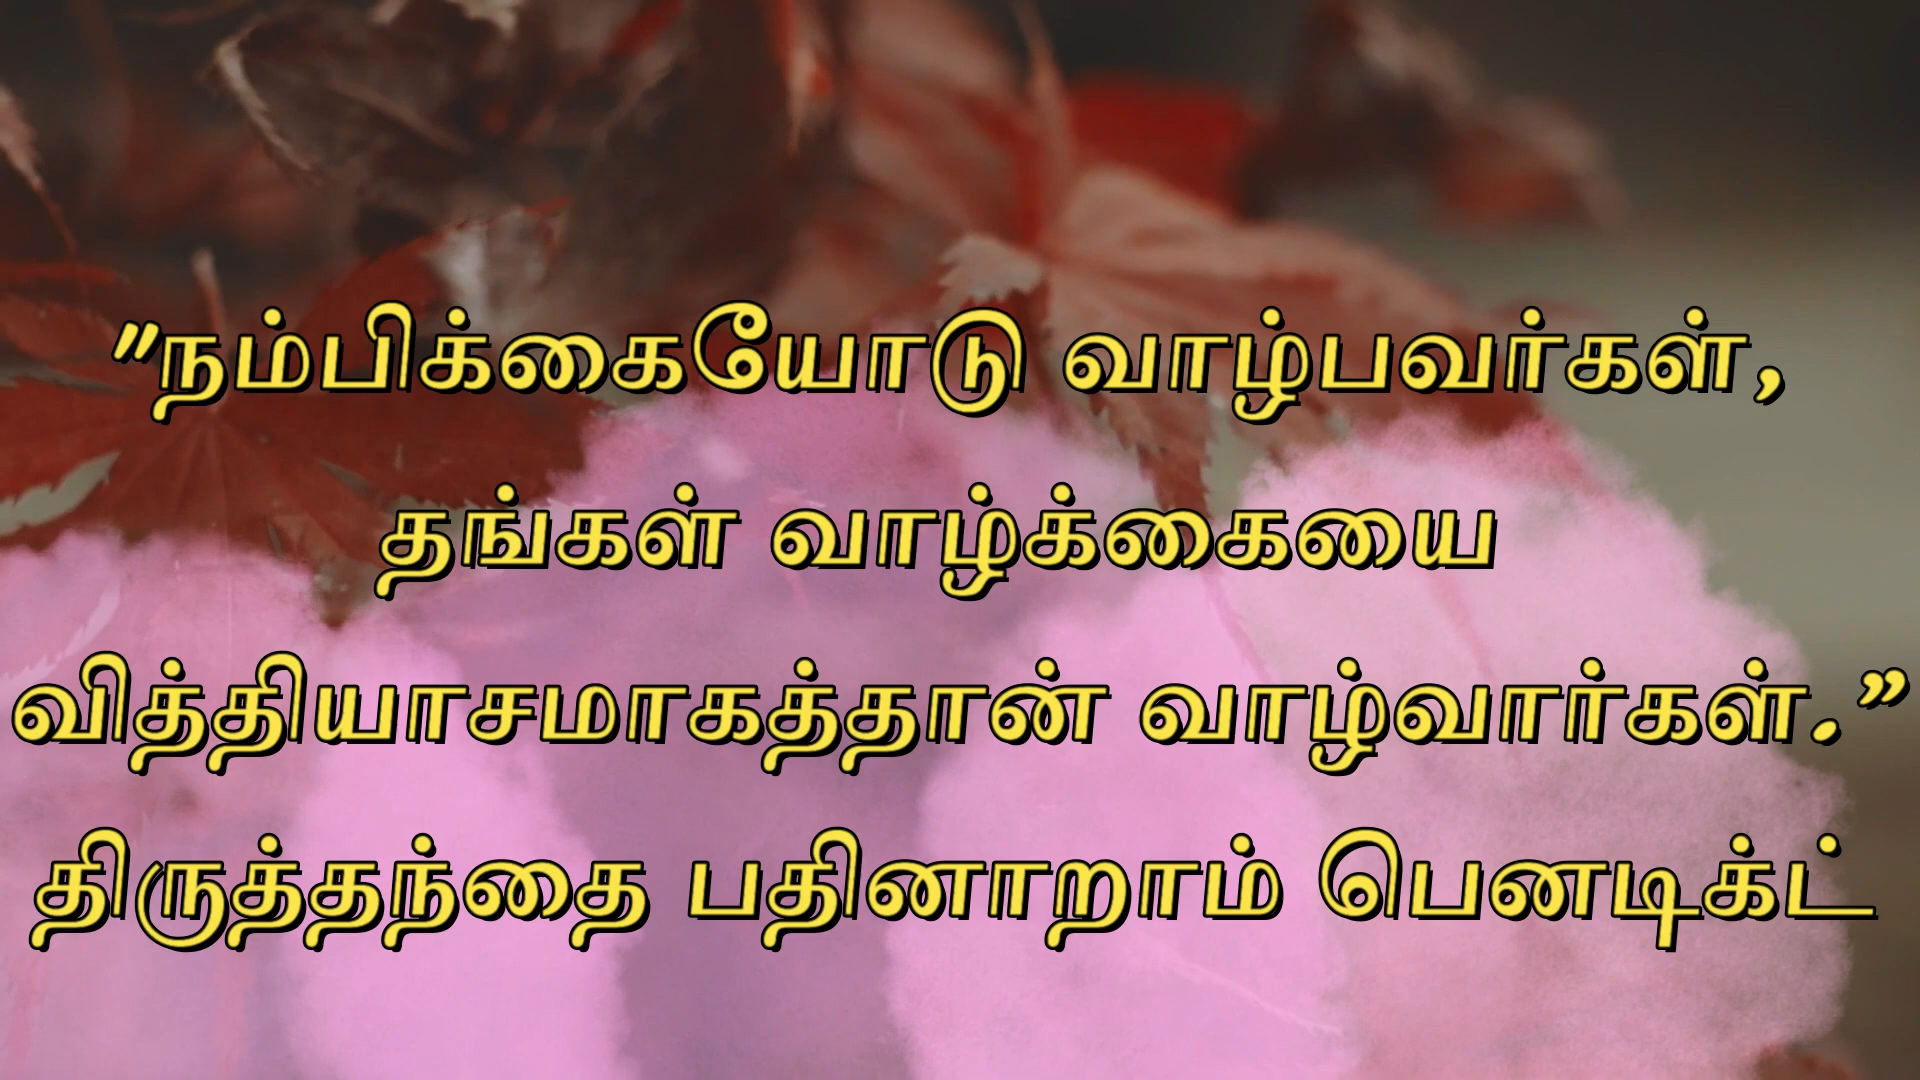 "நம்பிக்கையோடு வாழ்பவர்கள்,
தங்கள் வாழ்க்கையை
வித்தியாசமாகத்தான் வாழ்வார்கள்."
திருத்தந்தை பதினாறாம் பெனடிக்ட்